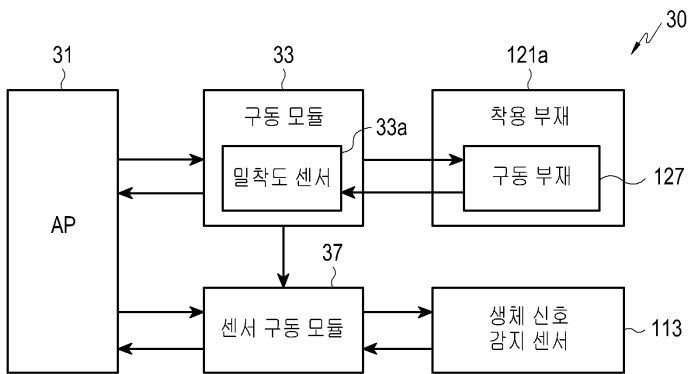 30
31
33
121a
구동 모듈
착용 부재
33a
밀착도 센서
구동 부재
127
AP
37
센서 구동 모듈
생체 신호
감지 센서
113